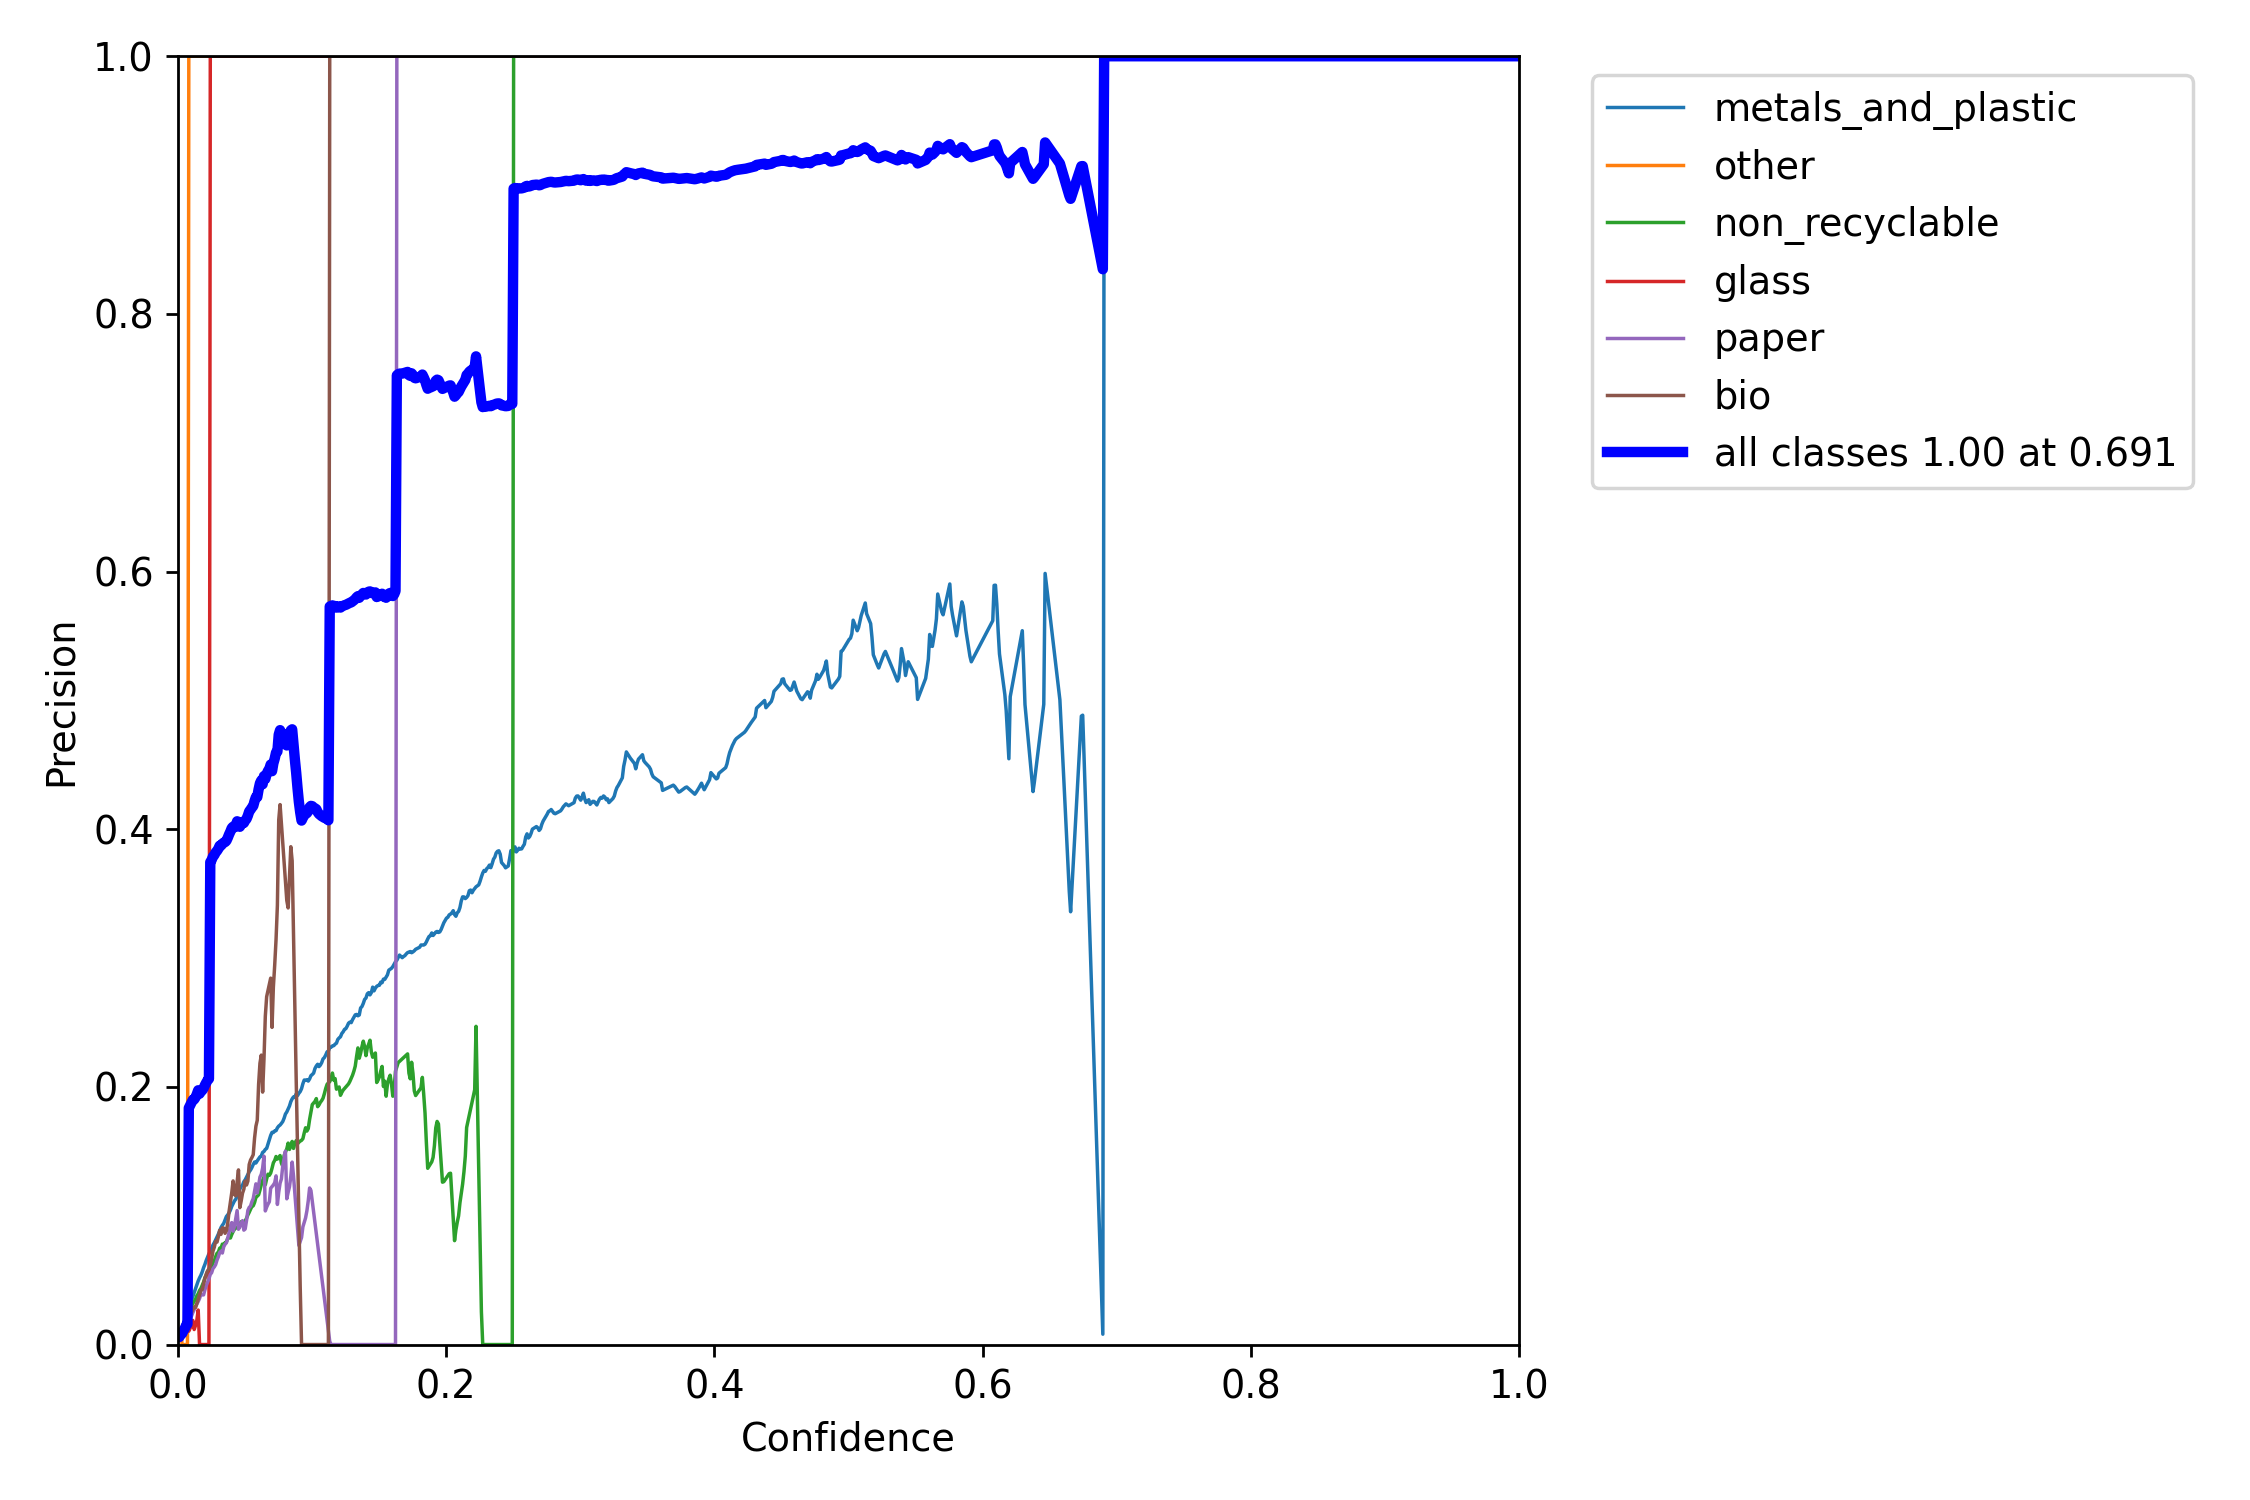 1.0
0.8
0.6
0.4
0.2
0.0
Precision
0.0 0.2 0.4 0.6 0.8 1.0
Confidence
metals_and_plastic
other
non_recyclable
glass
paper
bio
all classes 1.00 at 0.691